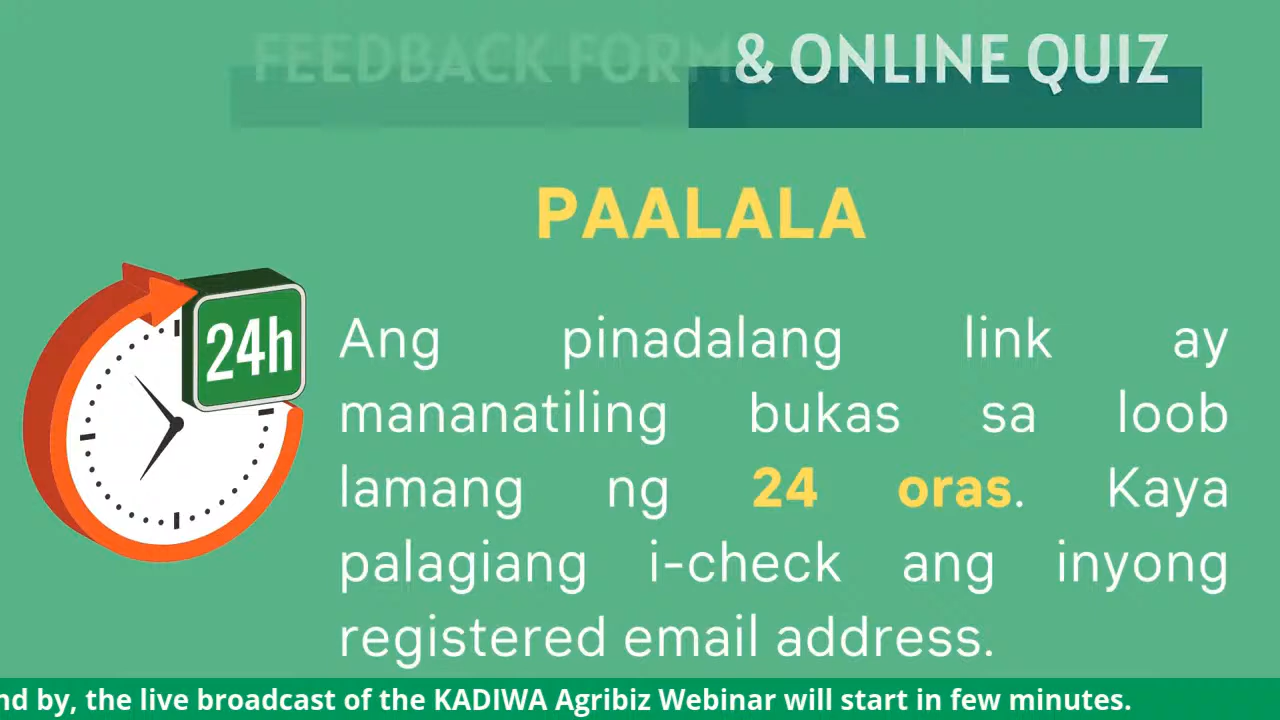 FEEDBACK FORM & ONLINE QUIZ
PAALALA
24h
Ang pinadalang link ay
mananatiling bukas sa loob
lamang ng 24 oras. Kaya
palagiang i-check ang inyong
registered email address.
nd by, the live broadcast of the KADIWA Agribiz Webinar will start in few minutes.